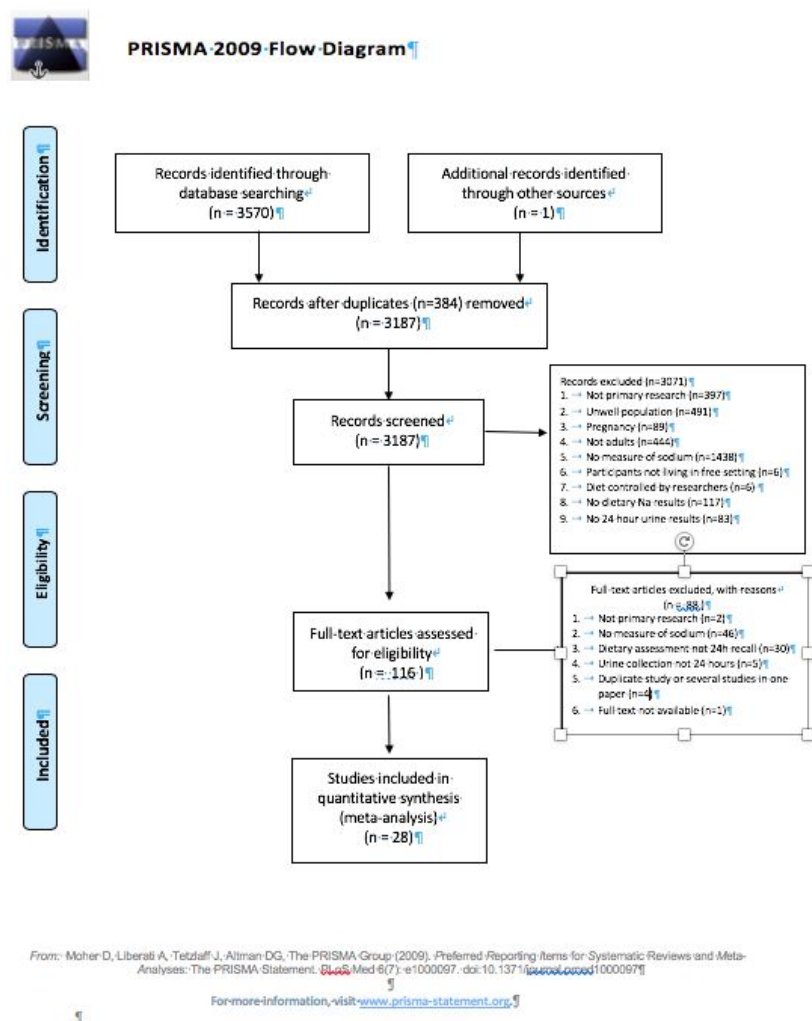 PRISMA
PRISMA 2009 Flow Diagram
Identification
Records identified through
database searching
(n = 3570)
Additional records identified
through other sources
(n = 1)
Records after duplicates (n=384) removed
(n = 3187)
Screening
Records screened
(n = 3187)
Records excluded (n=3071)
1. Not primary research (n=397)
2. Unwell population (n=491)
3. Pregnancy (n=89)
4. Not adults (n=444)
5. No measure of sodium (n=1438)
6. Participants not living in free setting (n=6)
7. Diet controlled by researchers (n=6)
8. No dietary Na results (n=117)
9. No 24-hour urine results (n=83)
Eligibility
Full-text articles assessed
for eligibility
(n = 116 )
Full-text articles excluded, with reasons
(n = 88 )
1. Not primary research (n=2)
2. No measure of sodium (n=46)
3. Dietary assessment not 24h recall (n=30)
4. Urine collection not 24 hours (n=5)
5. Duplicate study or several studies in one
paper (n=4)
6. Full-text not available (n=1)
Included
Studies included in
quantitative synthesis
(meta-analysis)
(n = 28)
From: Moher D, Liberati A, Tetzlaff J, Altman DG, The PRISMA Group (2009). Preferred Reporting Items for Systematic Reviews and Meta-
Analyses: The PRISMA Statement. PLoS Med 6(7): e1000097. doi:10.1371/journal.pmed1000097
For more information, visit www.prisma-statement.org.